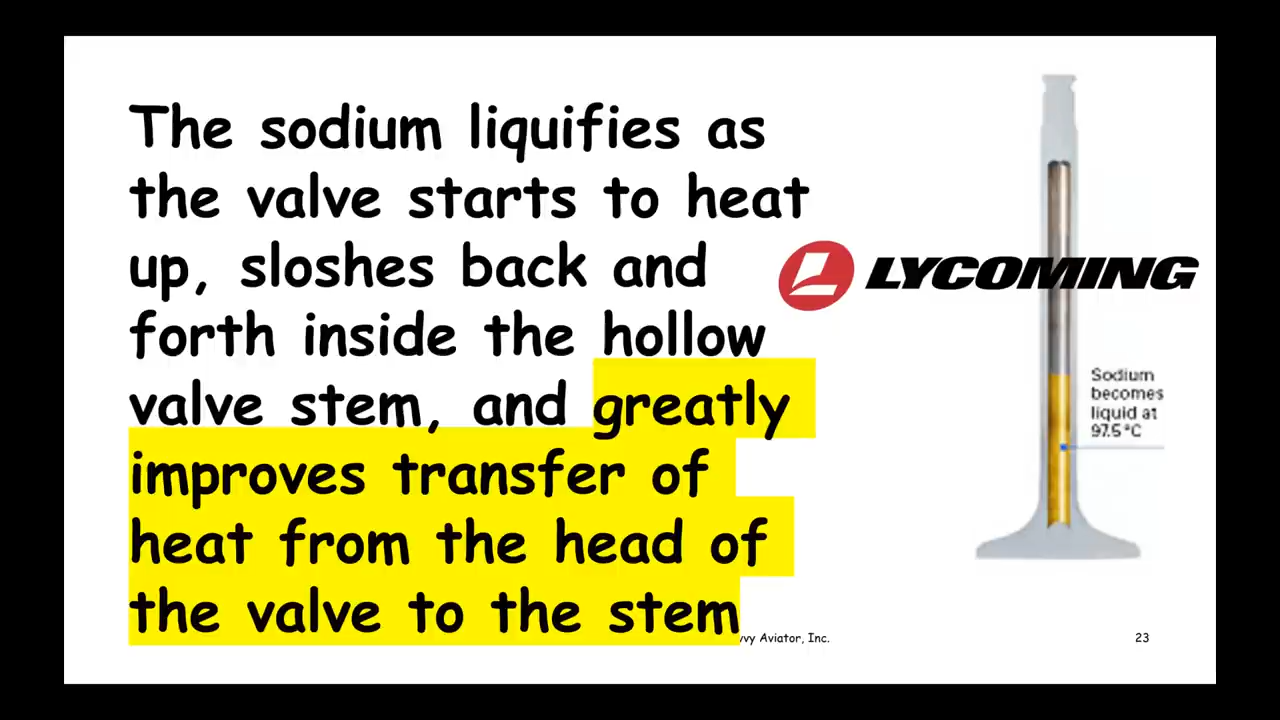 The sodium liquifies as
the valve starts to heat
up, sloshes back and
forth inside the hollow
valve stem, and greatly
improves transfer of
heat from the head of
the valve to the stem
LYCOMING
Sodium
becomes
liquid at
97.5°C
Aviator, Inc.
23